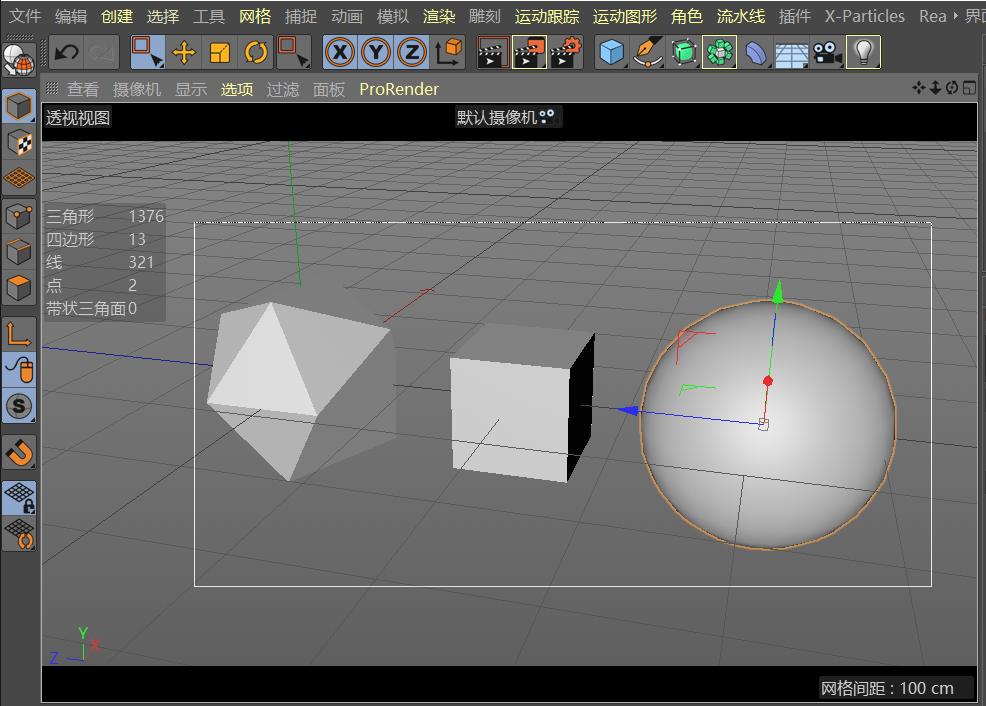 文件 编辑 创建 选择 工具 网格 捕捉 动画 模拟 渲染 雕刻 运动跟踪 运动图形 角色 流水线 插件 X-Particles Rea 界
X Y Z
查看 摄像机 显示 选项 过滤 面板 ProRender
透视视图 默认摄像机
三角形 1376
四边形 13
线 321
点 2
带状三角面 0
S
Y
X
Z
网格间距 : 100 cm